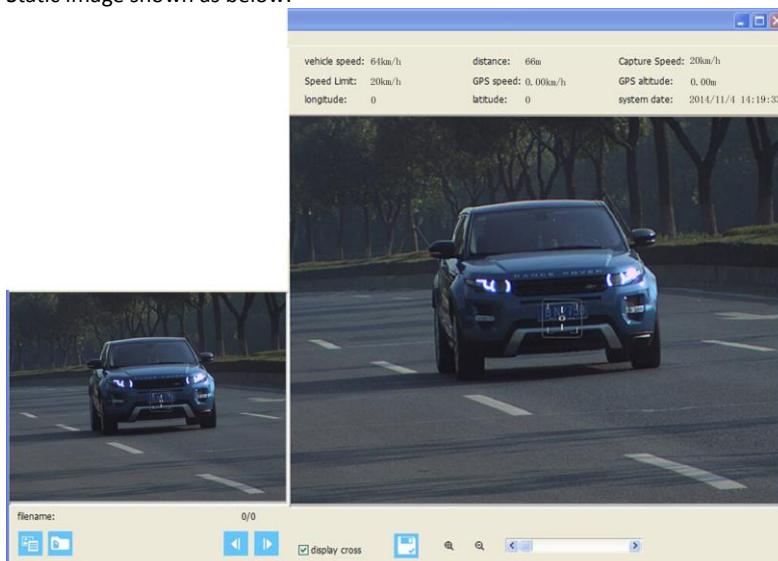 Static image shown as below:
vehicle speed: 64km/h distance: 66m Capture Speed: 20km/h
Speed Limit: 20km/h GPS speed: 0.00km/h GPS altitude: 0.00m
longitude: 0 latitude: 0 system date: 2014/11/4 14:19:33
RANGE ROVER
filename: 0/0
display cross